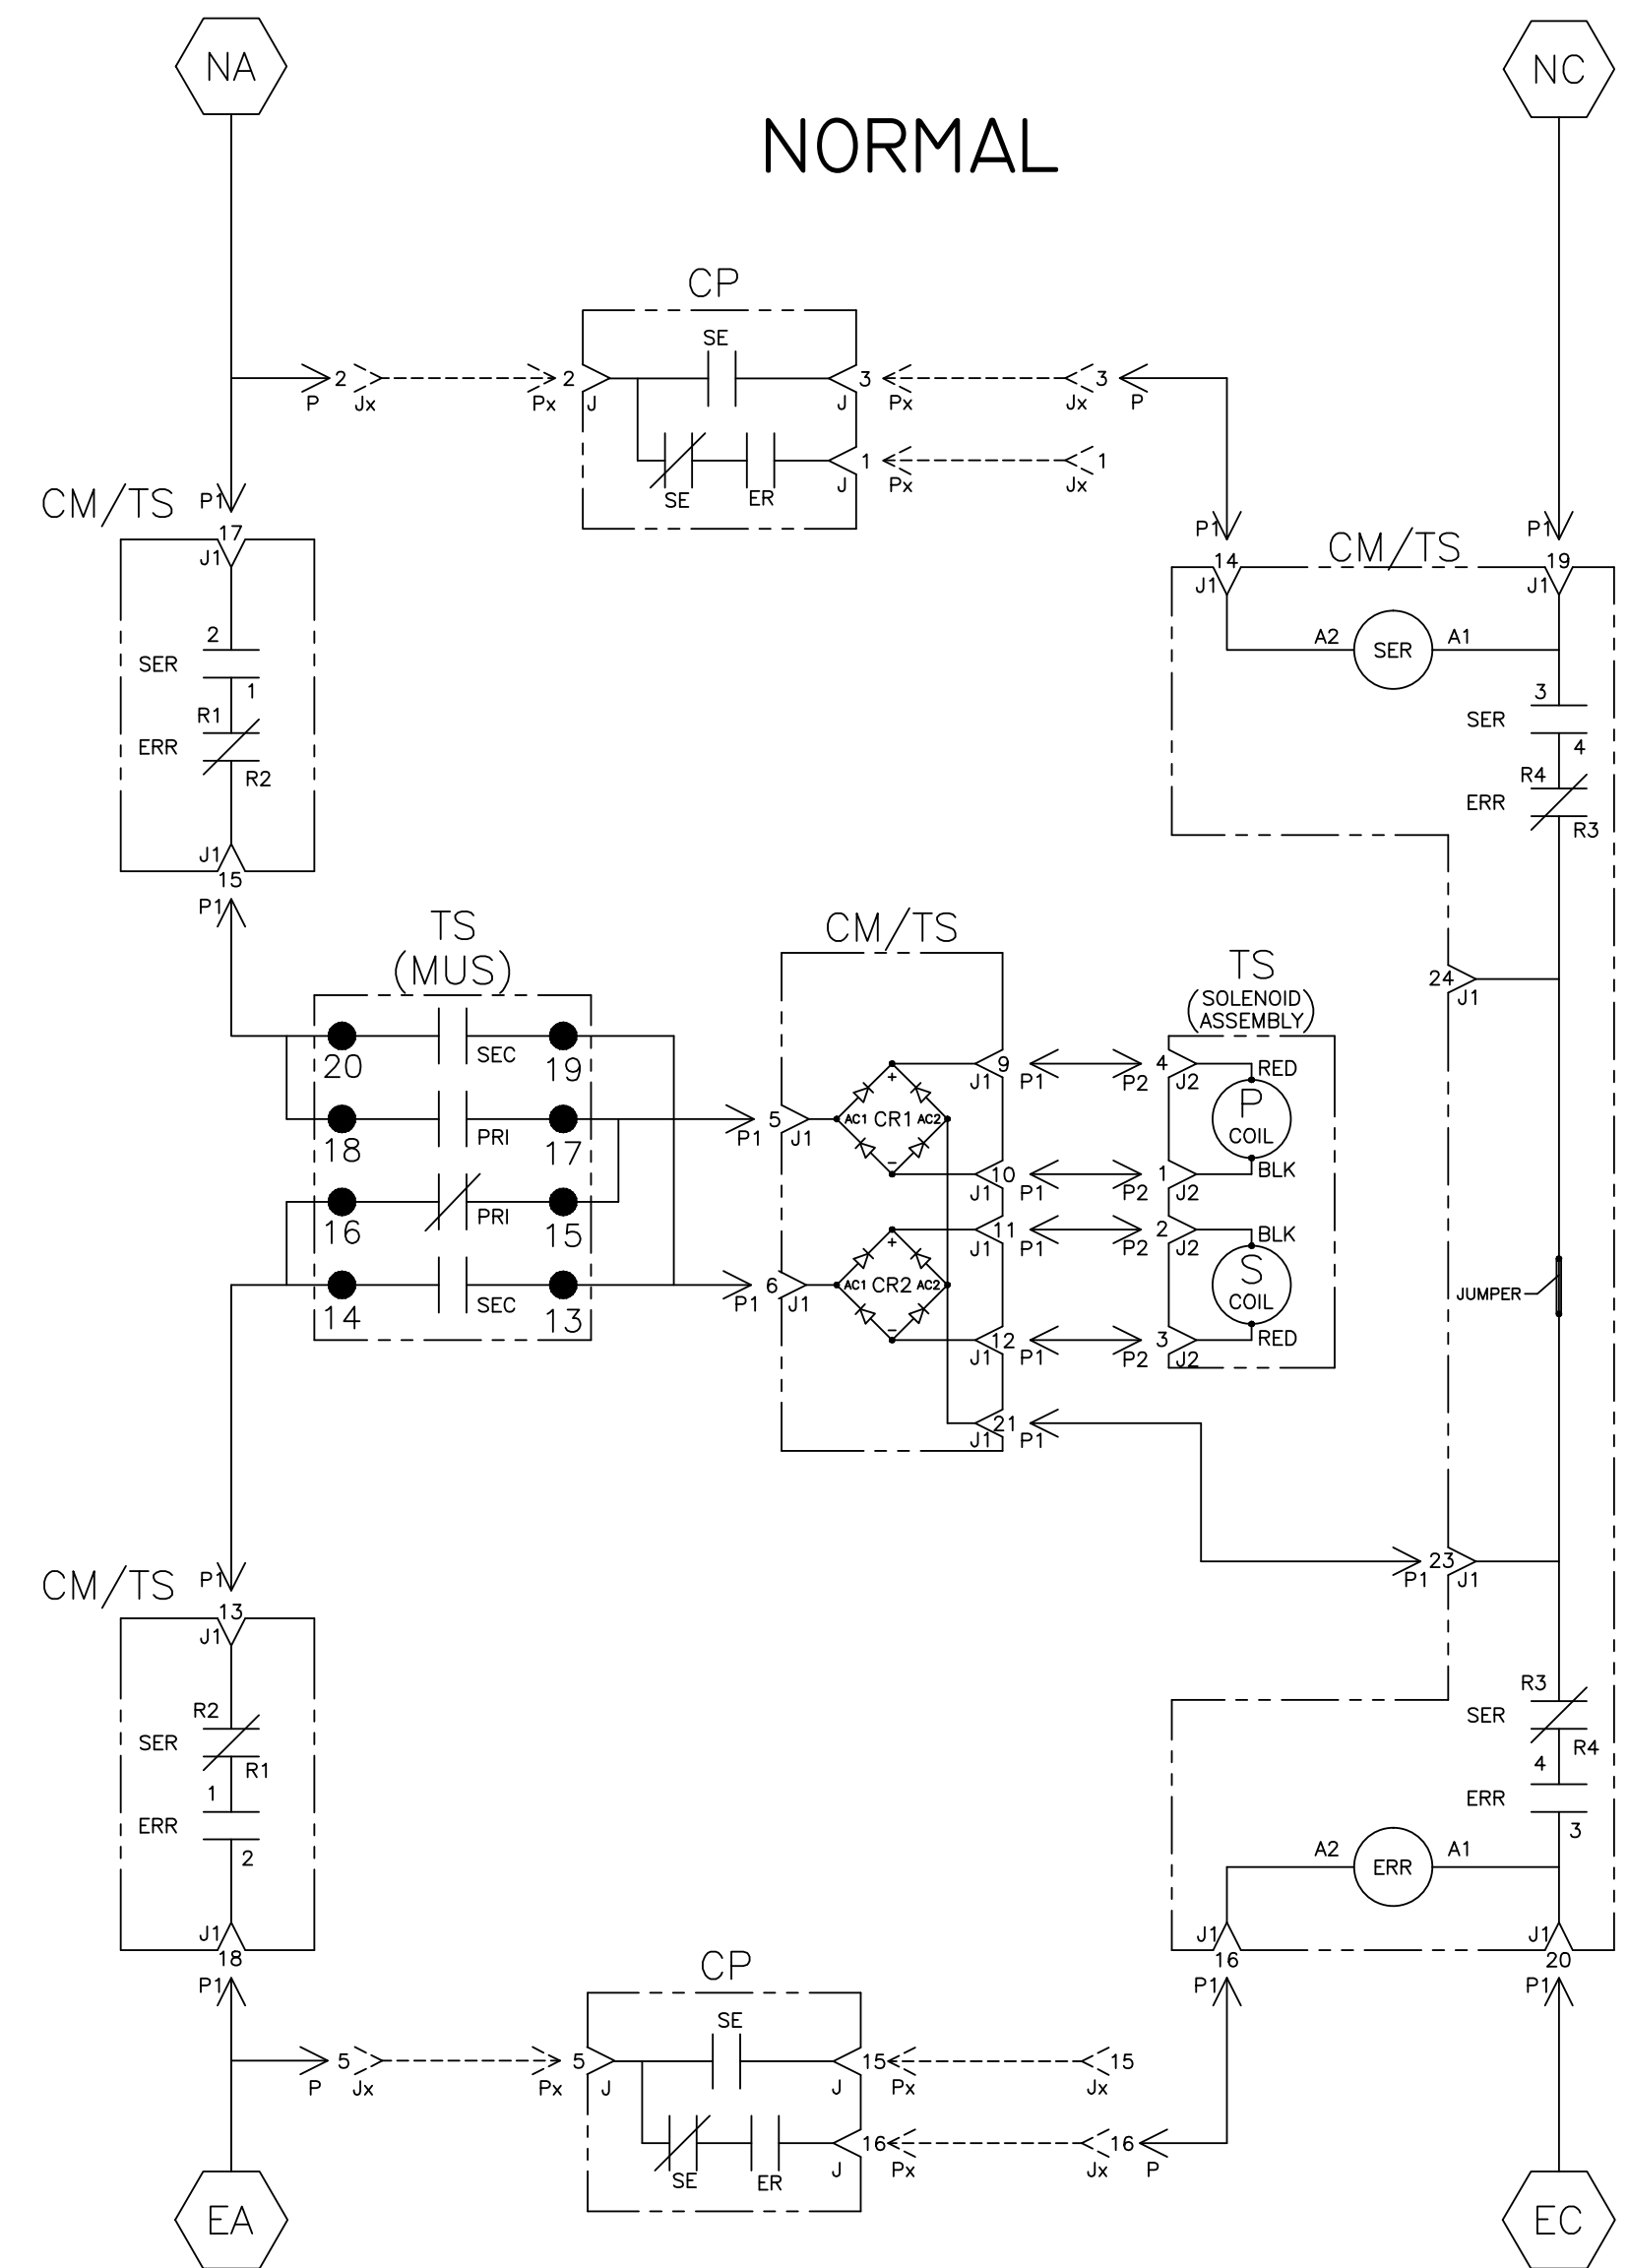 NA
NC
NORMAL
CP
SE
2 2 3 3
P Jx Px J J Px Jx P
1 1
SE ER J Px Jx
CM/TS P1
17
J1
P1 P1
14 CM/TS 19
J1 J1
2
SER
1
A2 SER A1
R1
ERR
R2
3
SER
4
R4
ERR
R3
J1
15
P1
TS
(MUS)
CM/TS
TS
(SOLENOID
ASSEMBLY)
24
J1
20 SEC 19
9 4 RED
J1 P1 P2 J2
P
COIL
18 PRI 17
P1 5 J1
+
AC1 CR1 AC2
-
10 1 BLK
J1 P1 P2 J2
16 PRI 15
11 2 BLK
J1 P1 P2 J2
S
COIL
14 SEC 13
P1 6 J1
+
AC1 CR2 AC2
-
12 3 RED
J1 P1 P2 J2
JUMPER
21
J1 P1
23
P1 J1
CM/TS P1
13
J1
R2
SER
R1
1
ERR
2
R3
SER
R4
4
ERR
3
A2 ERR A1
J1
18
P1
J1 J1
16 20
P1 P1
CP
SE
5 5 15 15
P Jx Px J J Px Jx
16 16
SE ER J Px Jx P
EA
EC